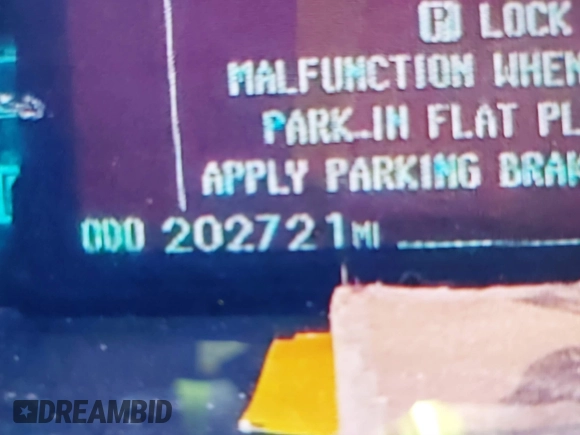 P LOCK
MALFUNCTION WHEN
PARK IN FLAT PL
APPLY PARKING BRAK
ODO 202721 MI
DREAMBID